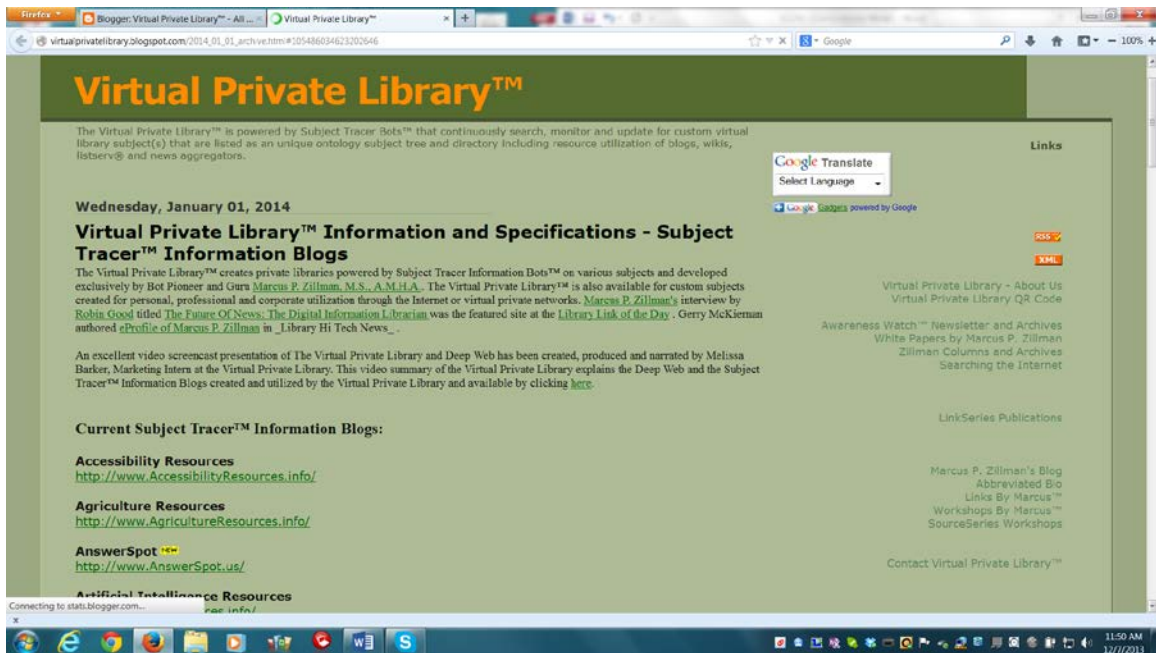 Firefox
Blogger: Virtual Private Library™ - All ...
Virtual Private Library™
virtualprivatelibrary.blogspot.com/2014_01_01_archive.html#105486034623202646
Google
100%
Virtual Private Library™
The Virtual Private Library™ is powered by Subject Tracer Bots™ that continuously search, monitor and update for custom virtual
library subject(s) that are listed as an unique ontology subject tree and directory including resource utilization of blogs, wikis,
listserv® and news aggregators.
Wednesday, January 01, 2014
Virtual Private Library™ Information and Specifications - Subject
Tracer™ Information Blogs
The Virtual Private Library™ creates private libraries powered by Subject Tracer Information Bots™ on various subjects and developed
exclusively by Bot Pioneer and Guru Marcus P. Zillman, M.S., A.M.H.A.. The Virtual Private Library™ is also available for custom subjects
created for personal, professional and corporate utilization through the Internet or virtual private networks. Marcus P. Zillman's interview by
Robin Good titled The Future Of News: The Digital Information Librarian was the featured site at the Library Link of the Day . Gerry McKiernan
authored eProfile of Marcus P. Zillman in _Library Hi Tech News_ .
An excellent video screencast presentation of The Virtual Private Library and Deep Web has been created, produced and narrated by Melissa
Barker, Marketing Intern at the Virtual Private Library. This video summary of the Virtual Private Library explains the Deep Web and the Subject
Tracer™ Information Blogs created and utilized by the Virtual Private Library and available by clicking here.
Current Subject Tracer™ Information Blogs:
Accessibility Resources
http://www.AccessibilityResources.info/
Agriculture Resources
http://www.AgricultureResources.info/
AnswerSpot NEW
http://www.AnswerSpot.us/
Artificial Intelligence Resources
Google Translate
Select Language
Google Gadgets powered by Google
Links
RSS
XML
Virtual Private Library - About Us
Virtual Private Library QR Code
Awareness Watch™ Newsletter and Archives
White Papers by Marcus P. Zillman
Zillman Columns and Archives
Searching the Internet
LinkSeries Publications
Marcus P. Zillman's Blog
Abbreviated Bio
Links By Marcus™
Workshops By Marcus™
SourceSeries Workshops
Contact Virtual Private Library™
Connecting to stats.blogger.com...
x
11:50 AM
12/7/2013